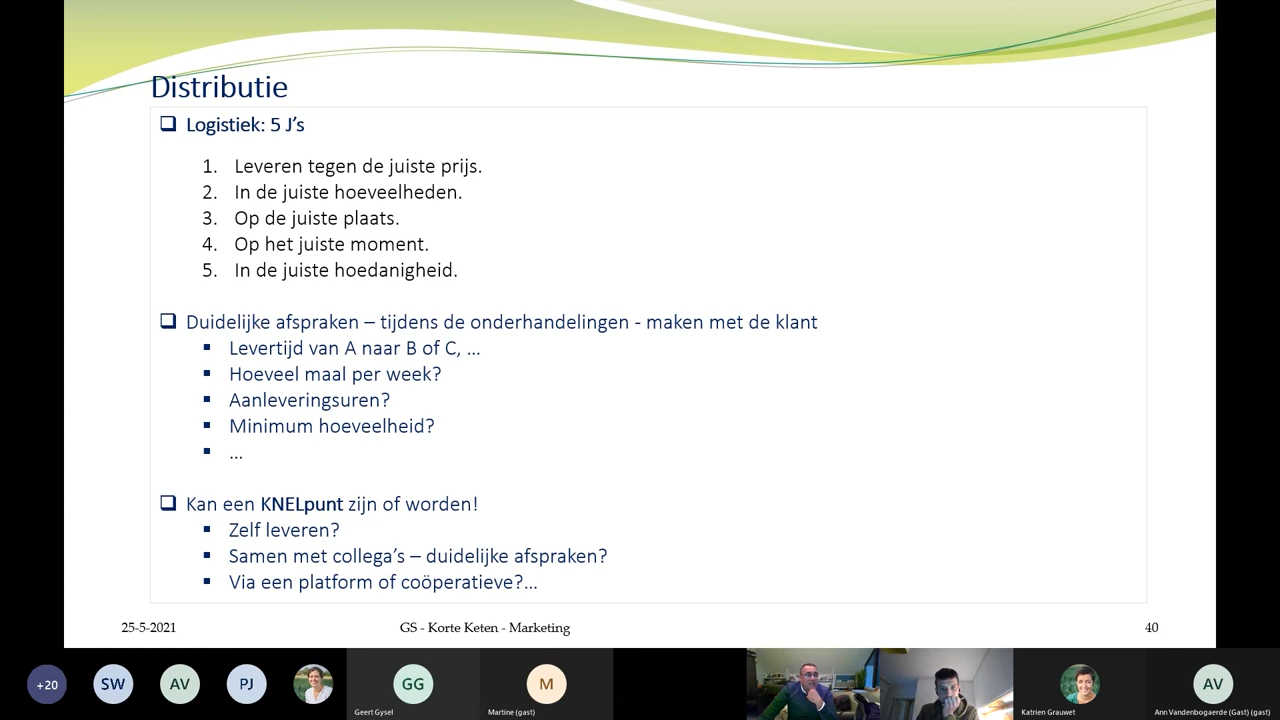 Distributie
❑ Logistiek: 5 J’s
1. Leveren tegen de juiste prijs.
2. In de juiste hoeveelheden.
3. Op de juiste plaats.
4. Op het juiste moment.
5. In de juiste hoedanigheid.
❑ Duidelijke afspraken – tijdens de onderhandelingen - maken met de klant
▪ Levertijd van A naar B of C, ...
▪ Hoeveel maal per week?
▪ Aanleveringsuren?
▪ Minimum hoeveelheid?
▪ ...
❑ Kan een KNELpunt zijn of worden!
▪ Zelf leveren?
▪ Samen met collega’s – duidelijke afspraken?
▪ Via een platform of coöperatieve?...
25-5-2021 GS - Korte Keten - Marketing 40
+20 SW AV PJ GG M AV
Geert Gysel Martine (gast) Katrien Grauwet Ann Vandenbogaerde (Gast) (gast)